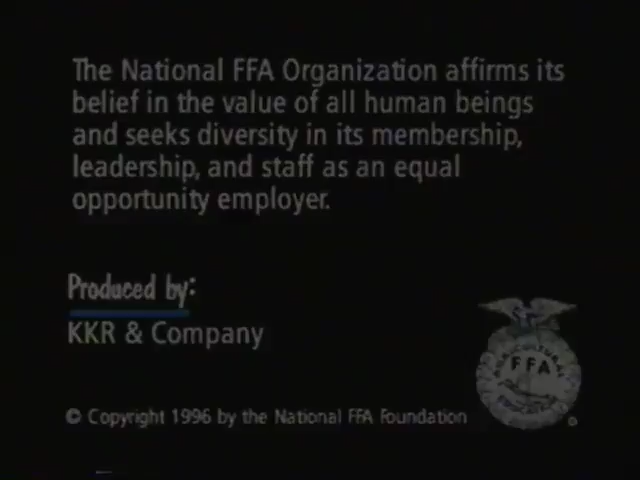 The National FFA Organization affirms its
belief in the value of all human beings
and seeks diversity in its membership,
leadership, and staff as an equal
opportunity employer.
Produced by:
KKR & Company
AGRICULTURAL
FFA
EDUCATION
© Copyright 1996 by the National FFA Foundation